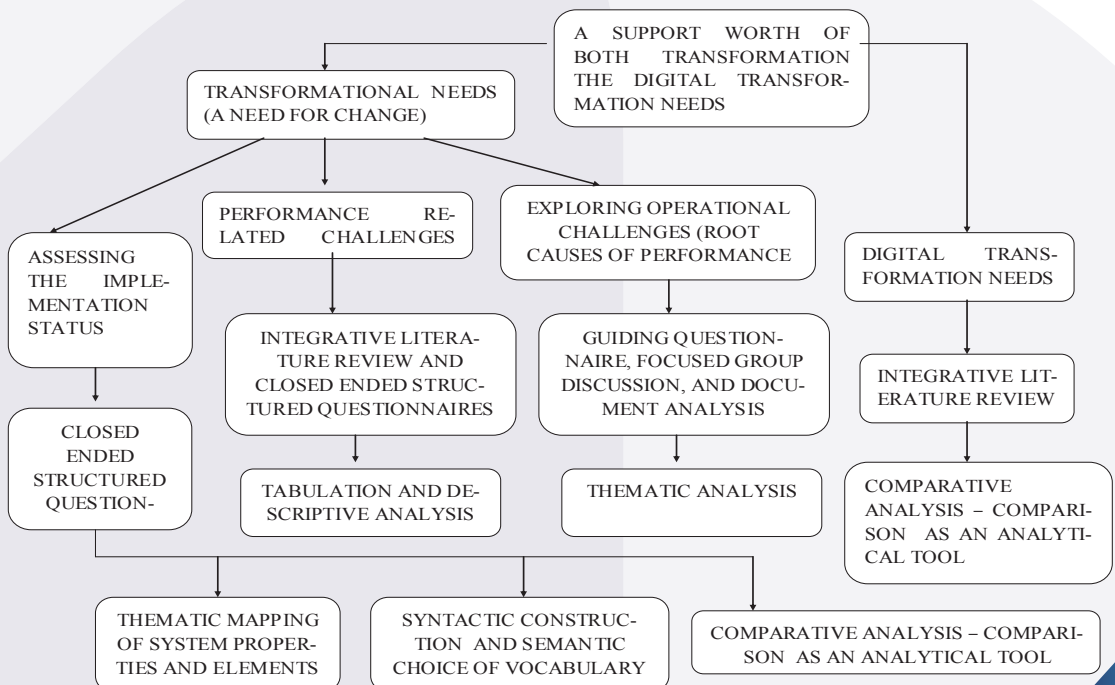 A SUPPORT WORTH OF
BOTH TRANSFORMATION
THE DIGITAL TRANSFOR-
MATION NEEDS
TRANSFORMATIONAL NEEDS
(A NEED FOR CHANGE)
ASSESSING
THE IMPLE-
MENTATION
STATUS
PERFORMANCE RE-
LATED CHALLENGES
EXPLORING OPERATIONAL
CHALLENGES (ROOT
CAUSES OF PERFORMANCE
DIGITAL TRANS-
FORMATION NEEDS
CLOSED
ENDED
STRUCTURED
QUESTION-
INTEGRATIVE LITERA-
TURE REVIEW AND
CLOSED ENDED STRUC-
TURED QUESTIONNAIRES
GUIDING QUESTION-
NAIRE, FOCUSED GROUP
DISCUSSION, AND DOCU-
MENT ANALYSIS
INTEGRATIVE LIT-
ERATURE REVIEW
TABULATION AND DE-
SCRIPTIVE ANALYSIS
THEMATIC ANALYSIS
COMPARATIVE
ANALYSIS – COMPARI-
SON AS AN ANALYTI-
CAL TOOL
THEMATIC MAPPING
OF SYSTEM PROPER-
TIES AND ELEMENTS
SYNTACTIC CONSTRUC-
TION AND SEMANTIC
CHOICE OF VOCABULARY
COMPARATIVE ANALYSIS – COMPARI-
SON AS AN ANALYTICAL TOOL